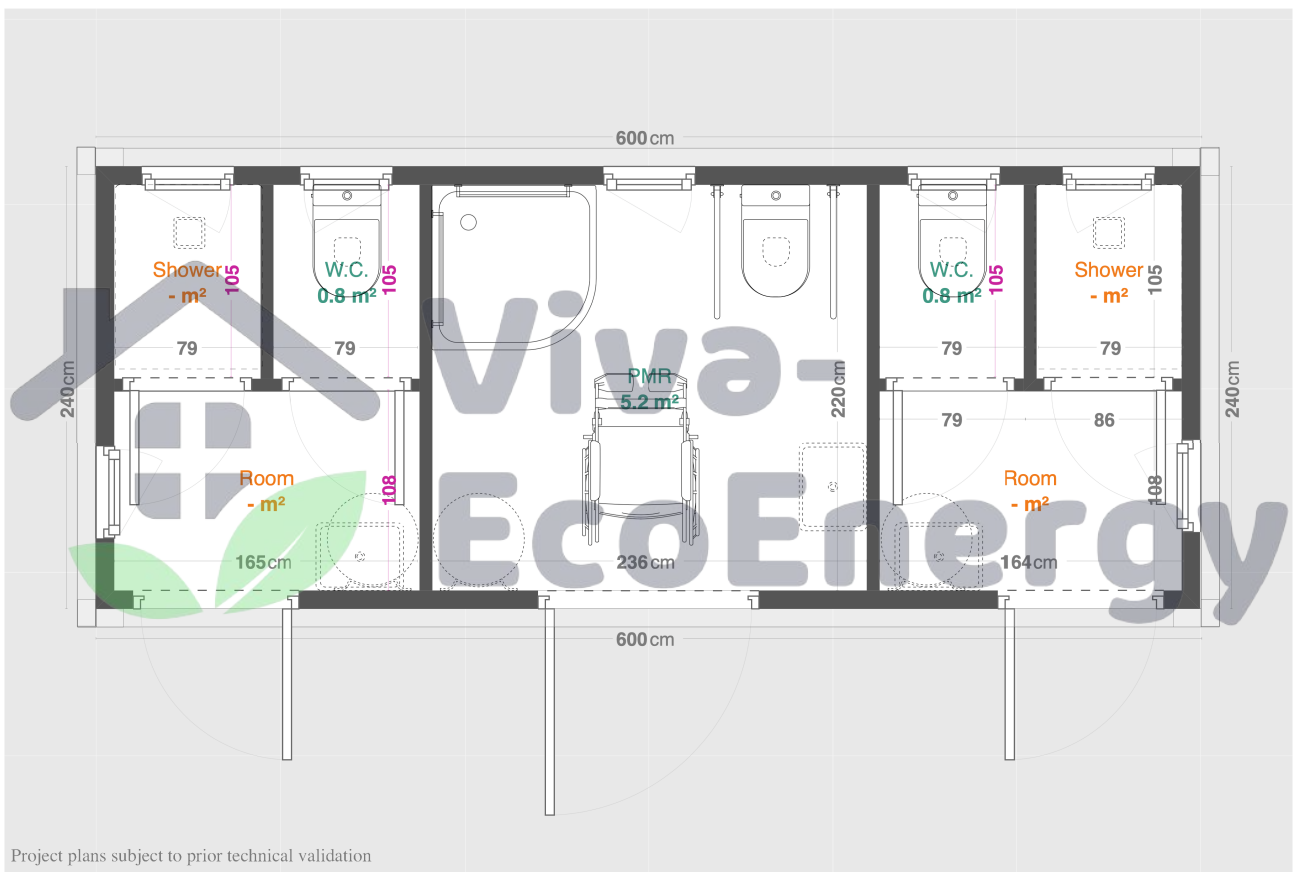 600cm
Shower
- m²
105
W.C.
0.8 m²
105
W.C.
0.8 m²
105
Shower
- m²
105
79
79
79
79
Viva-
PMR
5.2 m²
240cm
220cm
240cm
79
86
Room
- m²
108
EcoEnergy
Room
- m²
108
165cm
236cm
164cm
600cm
Project plans subject to prior technical validation